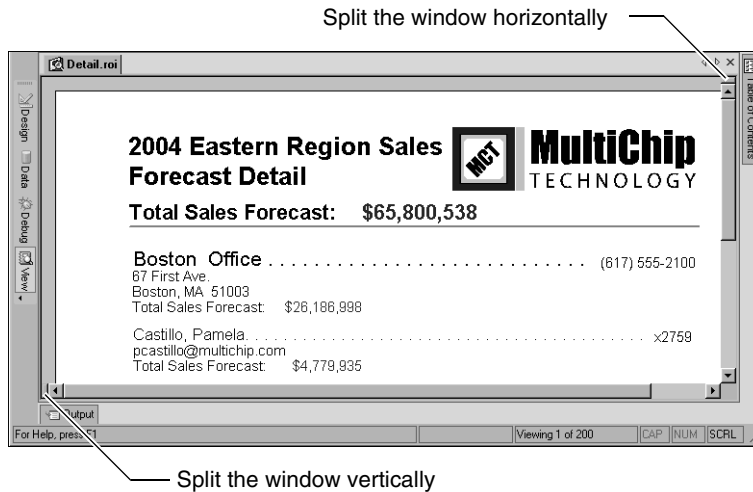 Split the window horizontally
Detail.roi
Design
Data
Debug
View
Table of Contents
2004 Eastern Region Sales
Forecast Detail
MCT
MultiChip
TECHNOLOGY
Total Sales Forecast: $65,800,538
Boston Office . . . . . . . . . . . . . . . . . . . . . . . . . . . . . (617) 555-2100
67 First Ave.
Boston, MA 51003
Total Sales Forecast: $26,186,998
Castillo, Pamela. . . . . . . . . . . . . . . . . . . . . . . . . . . . . . . . . . . . . . . . . x2759
pcastillo@multichip.com
Total Sales Forecast: $4,779,935
Output
For Help, press F1
Viewing 1 of 200
CAP NUM SCRL
Split the window vertically